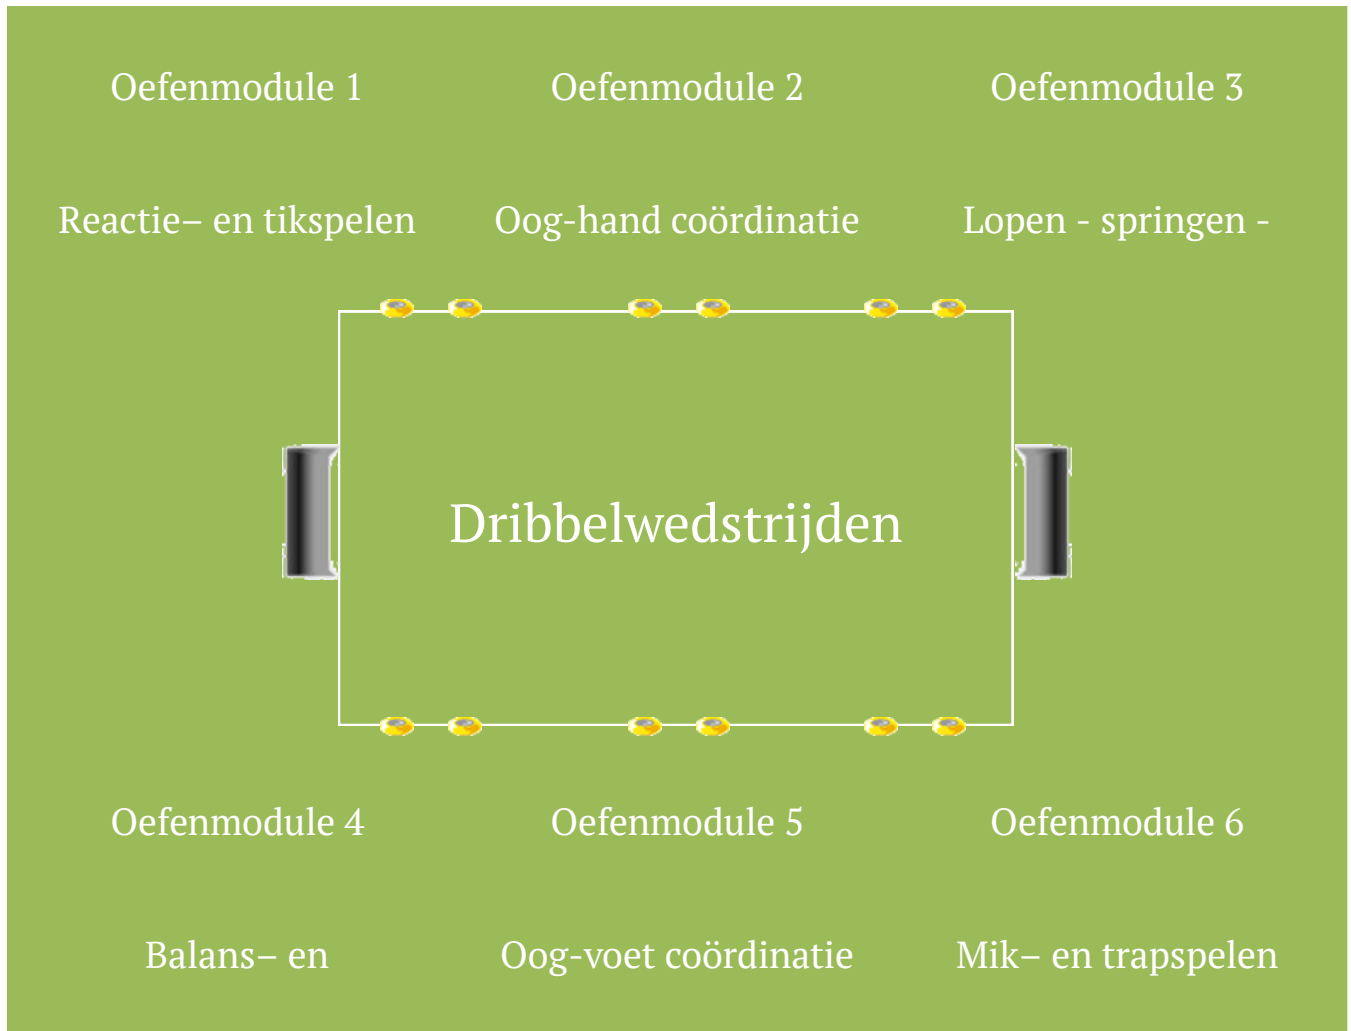 Oefenmodule 1
Oefenmodule 2
Oefenmodule 3
Reactie– en tikspelen
Oog-hand coördinatie
Lopen - springen -
Dribbelwedstrijden
Oefenmodule 4
Oefenmodule 5
Oefenmodule 6
Balans– en
Oog-voet coördinatie
Mik– en trapspelen